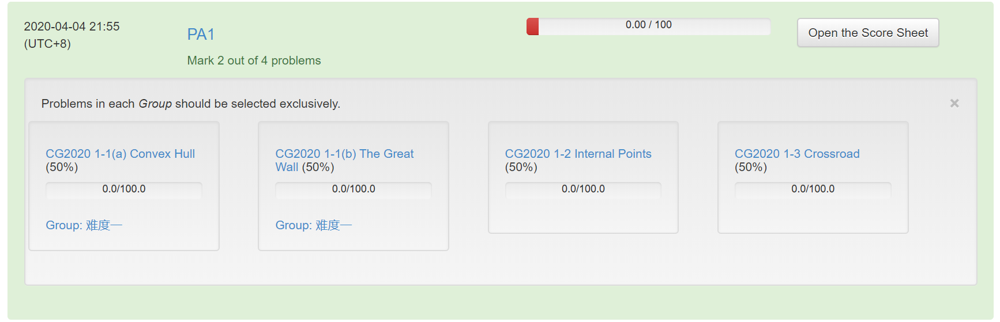 2020-04-04 21:55
(UTC+8)
PA1
Mark 2 out of 4 problems
0.00 / 100
Open the Score Sheet
Problems in each Group should be selected exclusively.
×
CG2020 1-1(a) Convex Hull
(50%)
0.0/100.0
Group: 难度一
CG2020 1-1(b) The Great
Wall (50%)
0.0/100.0
Group: 难度一
CG2020 1-2 Internal Points
(50%)
0.0/100.0
CG2020 1-3 Crossroad
(50%)
0.0/100.0